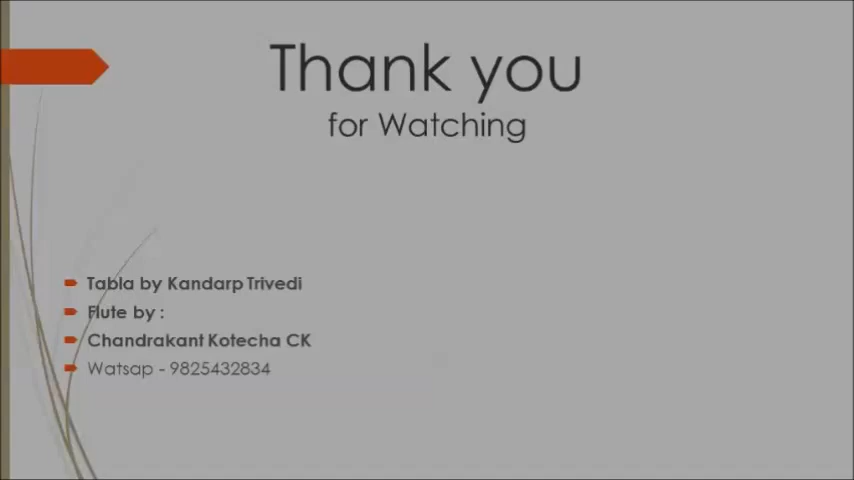 Thank you
for Watching
Tabla by Kandarp Trivedi
Flute by :
Chandrakant Kotecha CK
Watsap - 9825432834